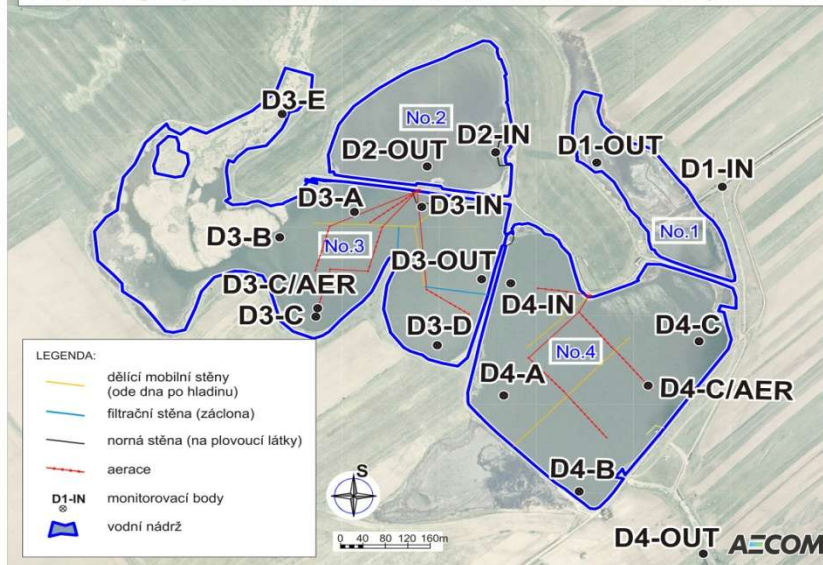 D3-E
No.2
D2-IN
D2-OUT
D1-OUT
D1-IN
D3-A
D3-IN
D3-B
No.3
No.1
D3-OUT
D3-C/AER
D4-IN
D3-C
D3-D
D4-C
No.4
D4-A
D4-C/AER
D4-B
D4-OUT
LEGENDA:
dělící mobilní stěny
(ode dna po hladinu)
filtrační stěna (záclona)
norná stěna (na plovoucí látky)
aerace
D1-IN monitorovací body
vodní nádrž
S
0 40 80 120 160m
AECOM